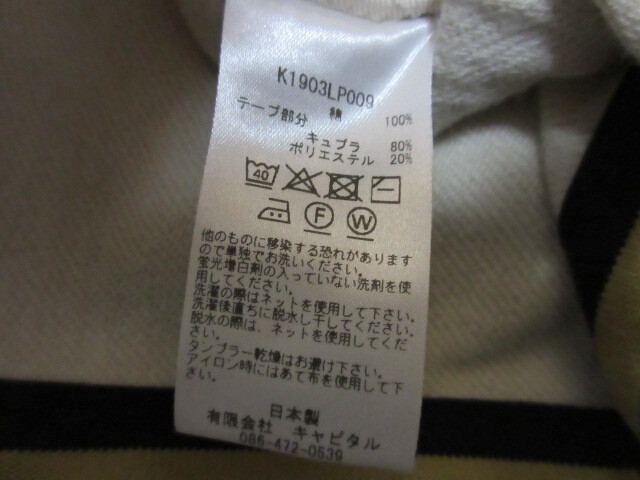 K1903LP009
綿 100%
テープ部分
キュプラ 80%
ポリエステル 20%
40
F W
他のものに移染する恐れがあります
ので単独でお洗いください。
蛍光増白剤の入っていない洗剤を使
用してください。
洗濯の際はネットを使用して下さい。
洗濯後直ちに脱水し干してください。
脱水の際は、ネットを使用してくだ
さい。
タンブラー乾燥はお避け下さい。
アイロン時にはあて布を使用して下
さい。
日本製
有限会社 キャピタル
086-472-0639